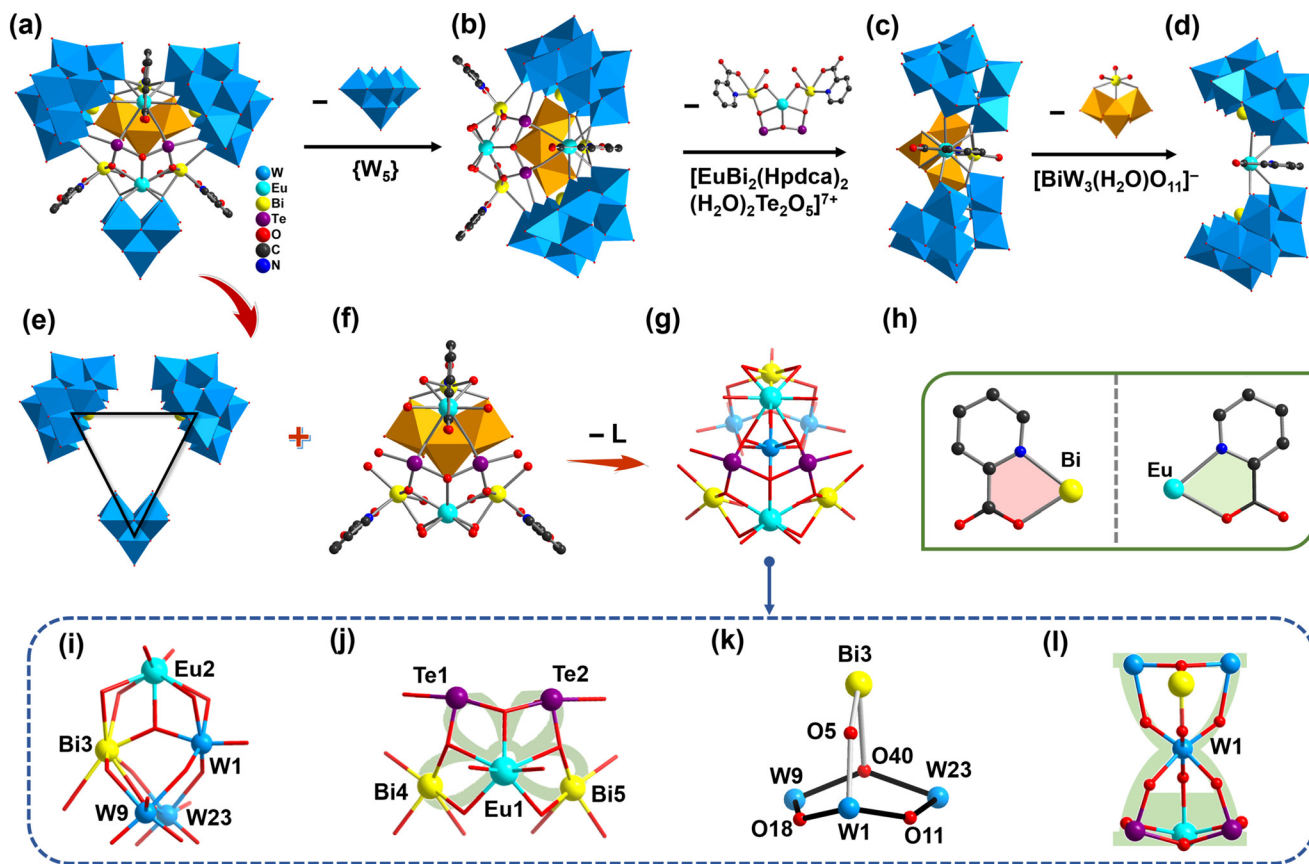 (a)
(b)
(c)
(d)
{W₅}
[EuBi₂(Hpdca)₂
(H₂O)₂Te₂O₅]⁷⁺
[BiW₃(H₂O)O₁₁]⁻
W
Eu
Bi
Te
O
C
N
(e)
(f)
(g)
(h)
– L
Bi
Eu
(i)
Eu2
Bi3
W1
W9
W23
(j)
Te1
Te2
Bi4
Eu1
Bi5
(k)
Bi3
O5
O40
W9
W23
O18
W1
O11
(l)
W1